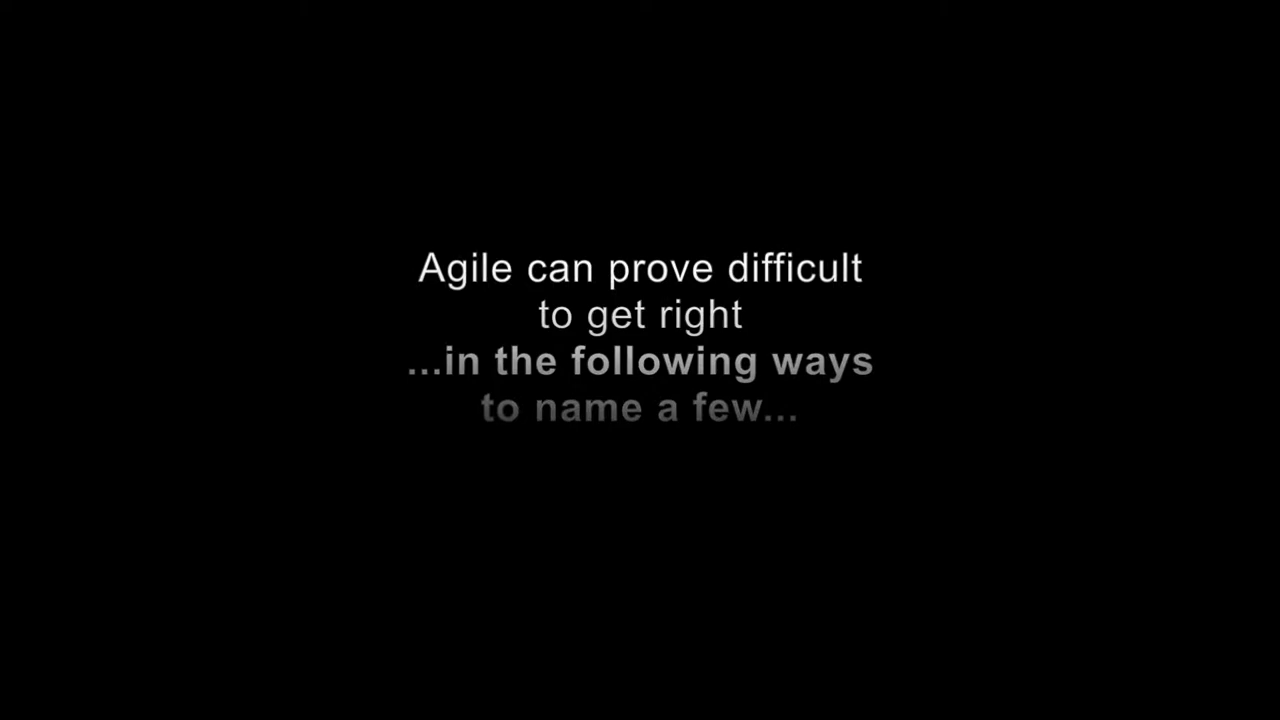 Agile can prove difficult
to get right
...in the following ways
to name a few...